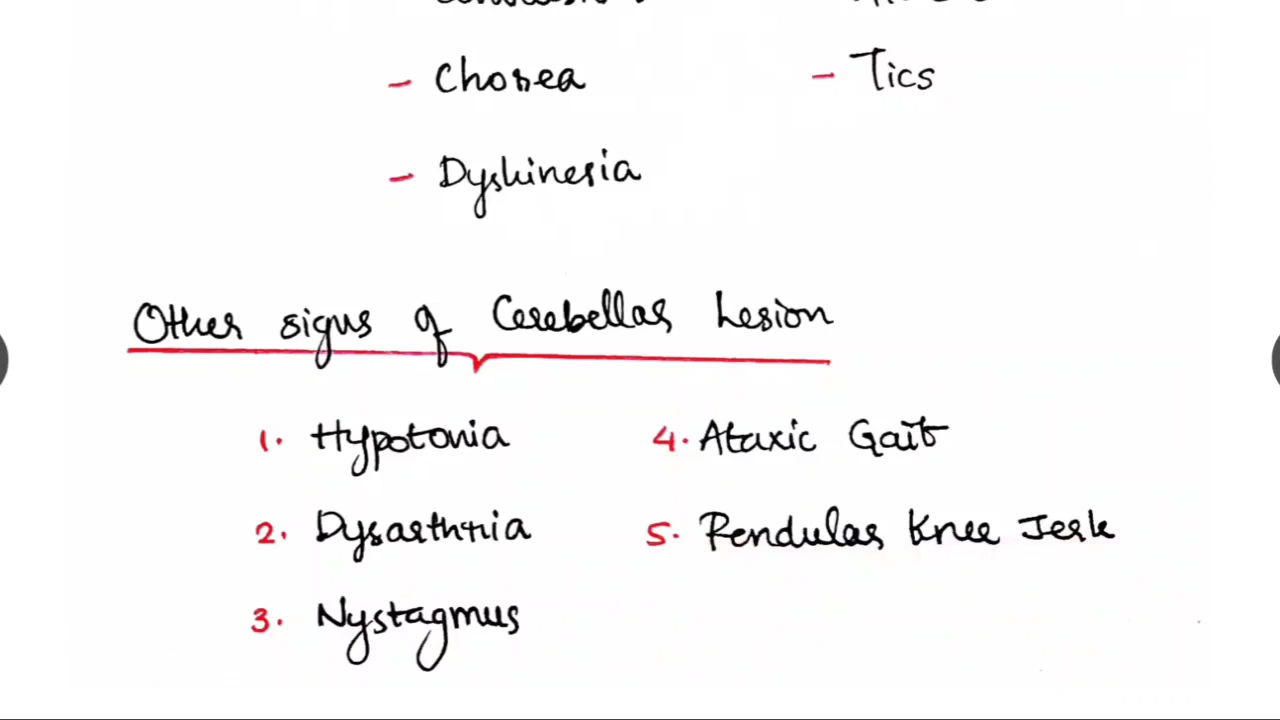 - Chorea - Tics
- Dyskinesia
Other signs of Cerebellar Lesion
1. Hypotonia 4. Ataxic Gait
2. Dysarthria 5. Pendular Knee Jerk
3. Nystagmus